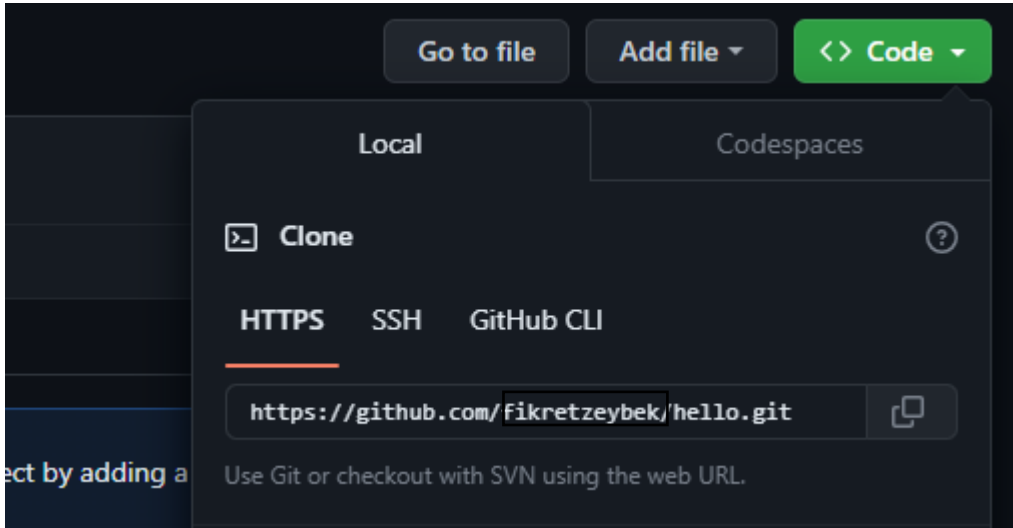 Go to file Add file <> Code
Local Codespaces
Clone
HTTPS SSH GitHub CLI
https://github.com/fikretzeybek/hello.git
ect by adding a
Use Git or checkout with SVN using the web URL.